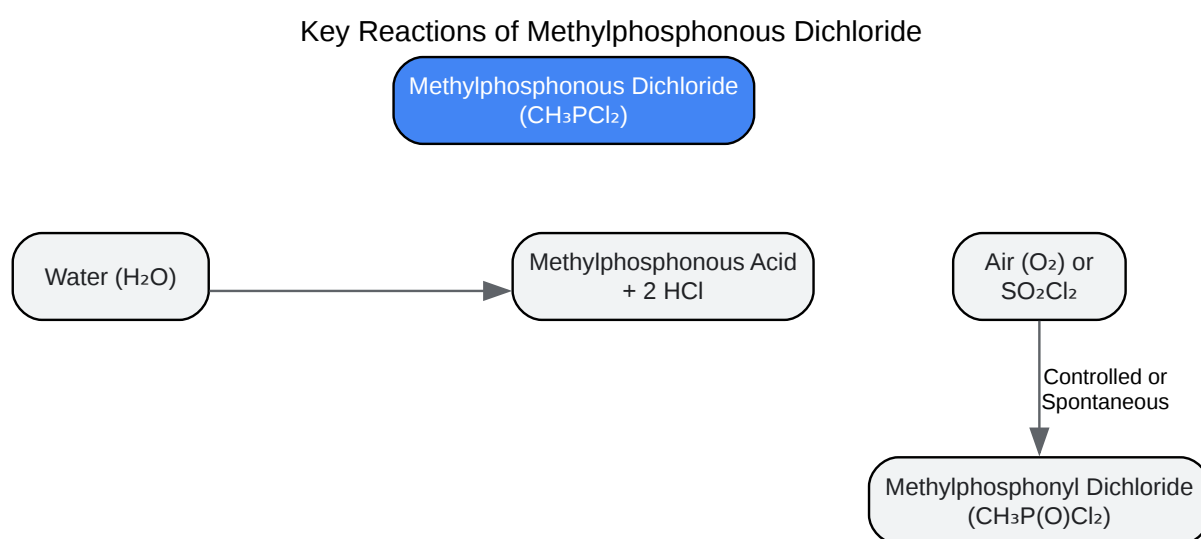 Key Reactions of Methylphosphonous Dichloride
Methylphosphonous Dichloride
(CH₃PCl₂)
Water (H₂O)
Methylphosphonous Acid
+ 2 HCl
Air (O₂) or
SO₂Cl₂
Controlled or
Spontaneous
Methylphosphonyl Dichloride
(CH₃P(O)Cl₂)